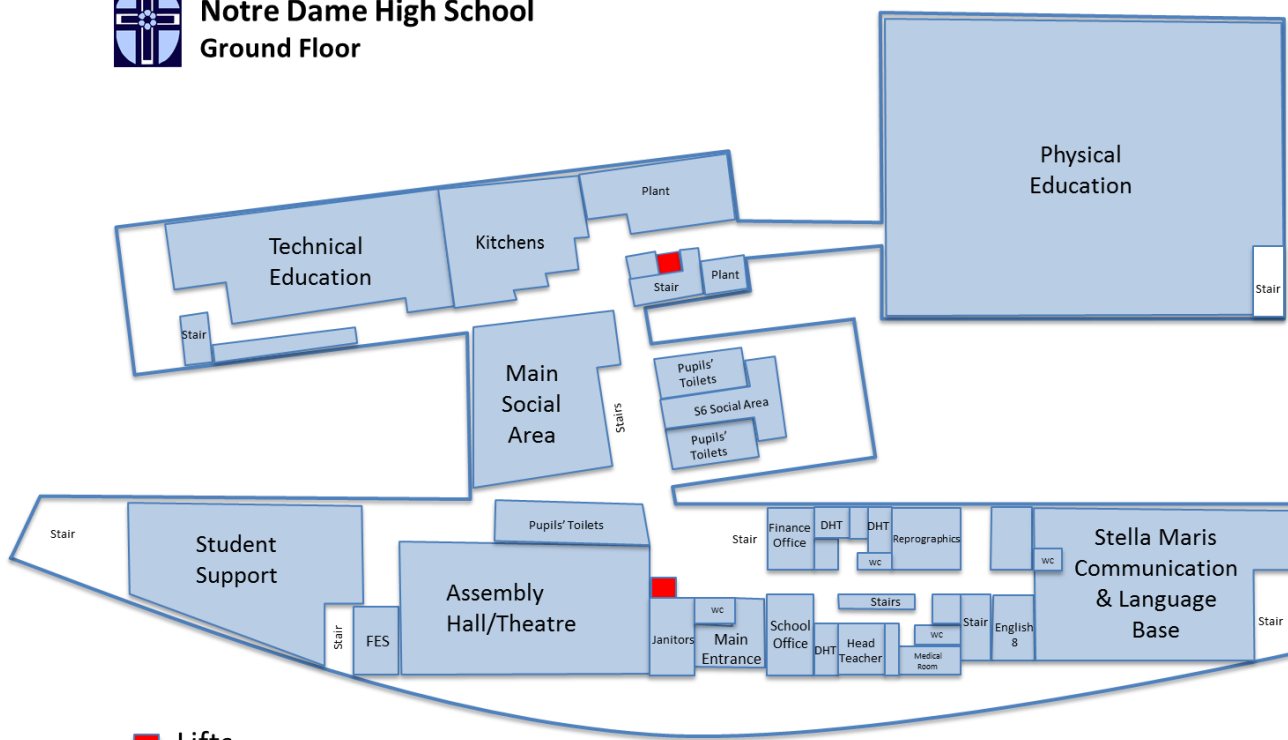 Notre Dame High School
Ground Floor
Physical
Education
Plant
Technical
Education
Kitchens
Stair
Plant
Stair
Stair
Main
Social
Area
Stairs
Pupils’
Toilets
S6 Social Area
Pupils’
Toilets
Stair
Student
Support
Stair
FES
Pupils’ Toilets
Assembly
Hall/Theatre
Janitors
wc
Main
Entrance
Stair
Finance
Office
DHT
DHT
wc
Reprographics
School
Office
DHT
Head
Teacher
Stairs
wc
Medical
Room
Stair
English
8
wc
Stella Maris
Communication
& Language
Base
Stair
Lifts